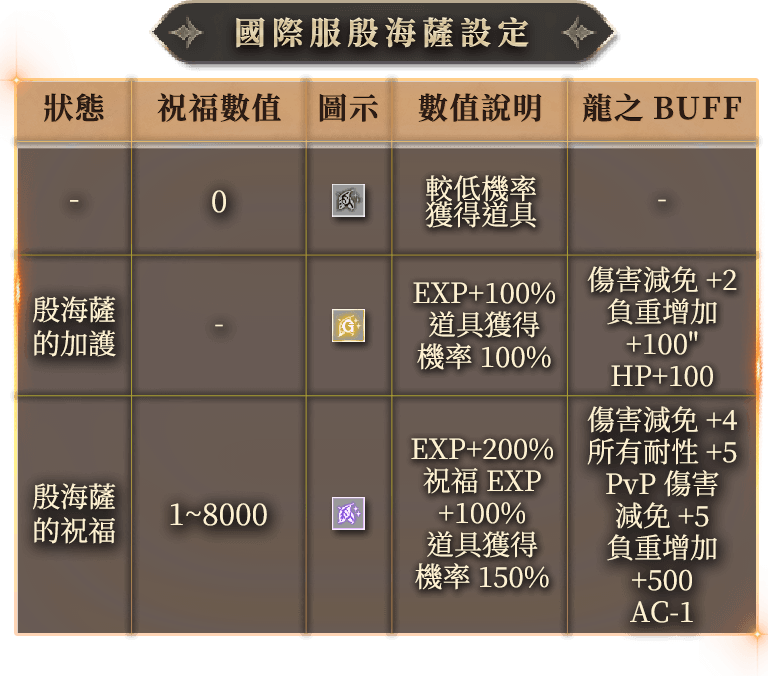 國際服殷海薩設定
狀態 祝福數值 圖示 數值說明 龍之 BUFF
- 0 較低機率 -
獲得道具
殷海薩
的加護
-
G
EXP+100%
道具獲得
機率 100%
傷害減免 +2
負重增加
+100"
HP+100
殷海薩
的祝福
1~8000
EXP+200%
祝福 EXP
+100%
道具獲得
機率 150%
傷害減免 +4
所有耐性 +5
PvP 傷害
減免 +5
負重增加
+500
AC-1